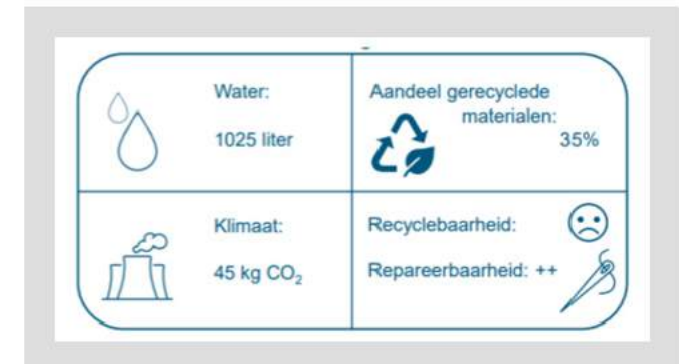 Water:
1025 liter
Aandeel gerecyclede
materialen:
35%
Klimaat:
45 kg CO₂
Recyclebaarheid:
Repareerbaarheid: ++